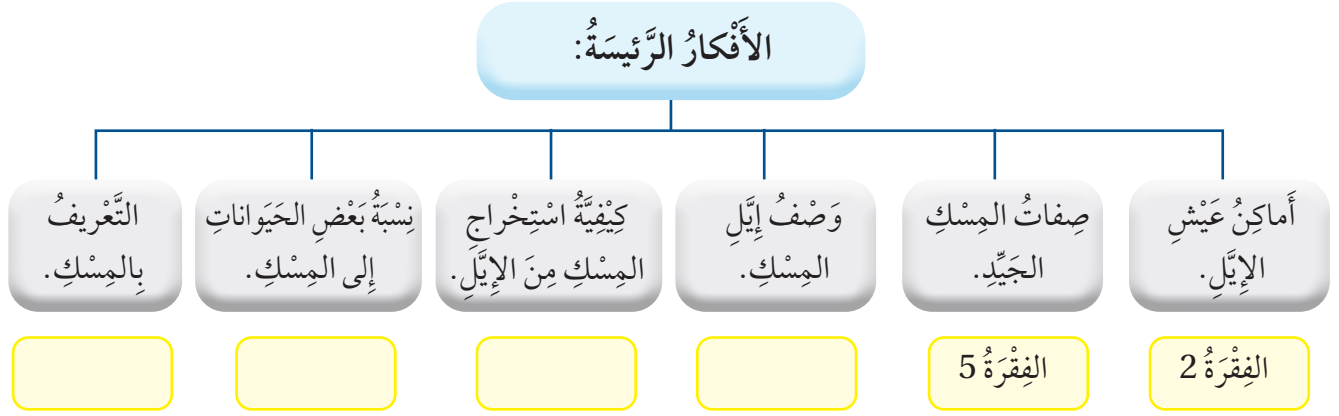 الأَفْكارُ الرَّئيسَةُ:
أَماكِنُ عَيْشِ
الإِيَّلِ.
صِفاتُ المِسْكِ
الجَيِّدِ.
وَصْفُ إِيَّلِ
المِسْكِ.
كِيْفِيَّةُ اسْتِخْراجِ
المِسْكِ مِنَ الإِيَّلِ.
نِسْبَةُ بَعْضِ الحَيَواناتِ
إِلى المِسْكِ.
التَّعْريفُ
بِالمِسْكِ.
الفِقْرَةُ 2
الفِقْرَةُ 5